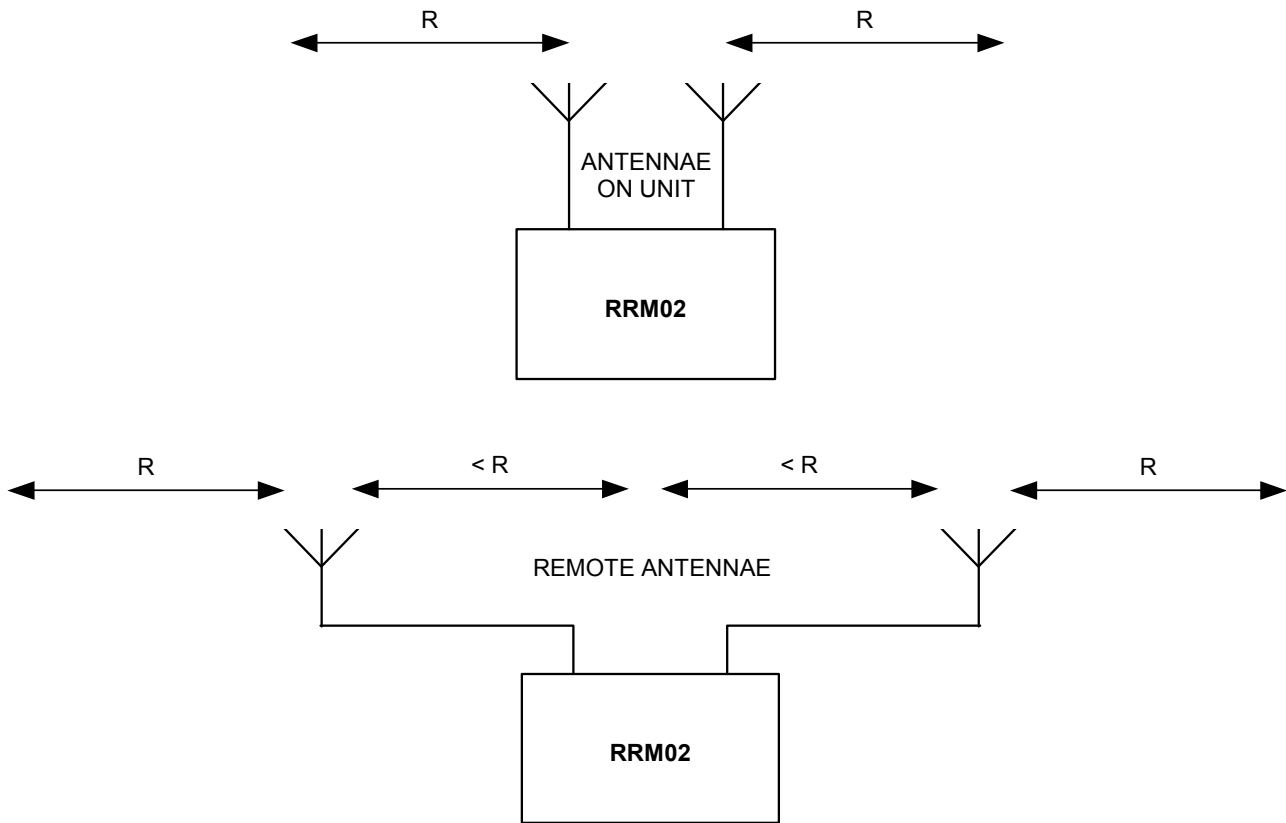 R
R
ANTENNAE
ON UNIT
RRM02
R
< R
< R
R
REMOTE ANTENNAE
RRM02